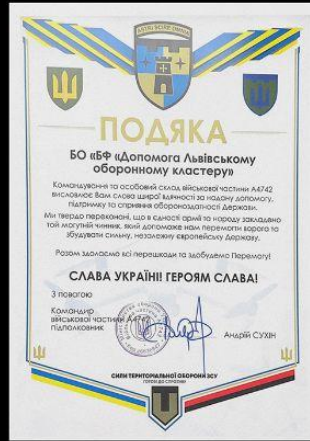 ПОДЯКА
БО «БФ «Допомога Львівському
оборонному кластеру»
Командування та особовий склад військової частини А4742
висловлює Вам слова щирої вдячності за надану допомогу,
підтримку та сприяння обороноздатності Держави.
Ми твердо переконані, що в єдності армії та народу закладено
той могутній чинник, який допоможе нам перемогти ворога та
збудувати сильну, незалежну європейську Державу.
Разом здолаємо всі перешкоди та здобудемо Перемогу!
СЛАВА УКРАЇНІ! ГЕРОЯМ СЛАВА!
З повагою
Командир
військової частини А4742
підполковник
Андрій СУХІН
СИЛИ ТЕРИТОРІАЛЬНОЇ ОБОРОНИ ЗСУ
ГОТОВІ ДО СПРОТИВУ